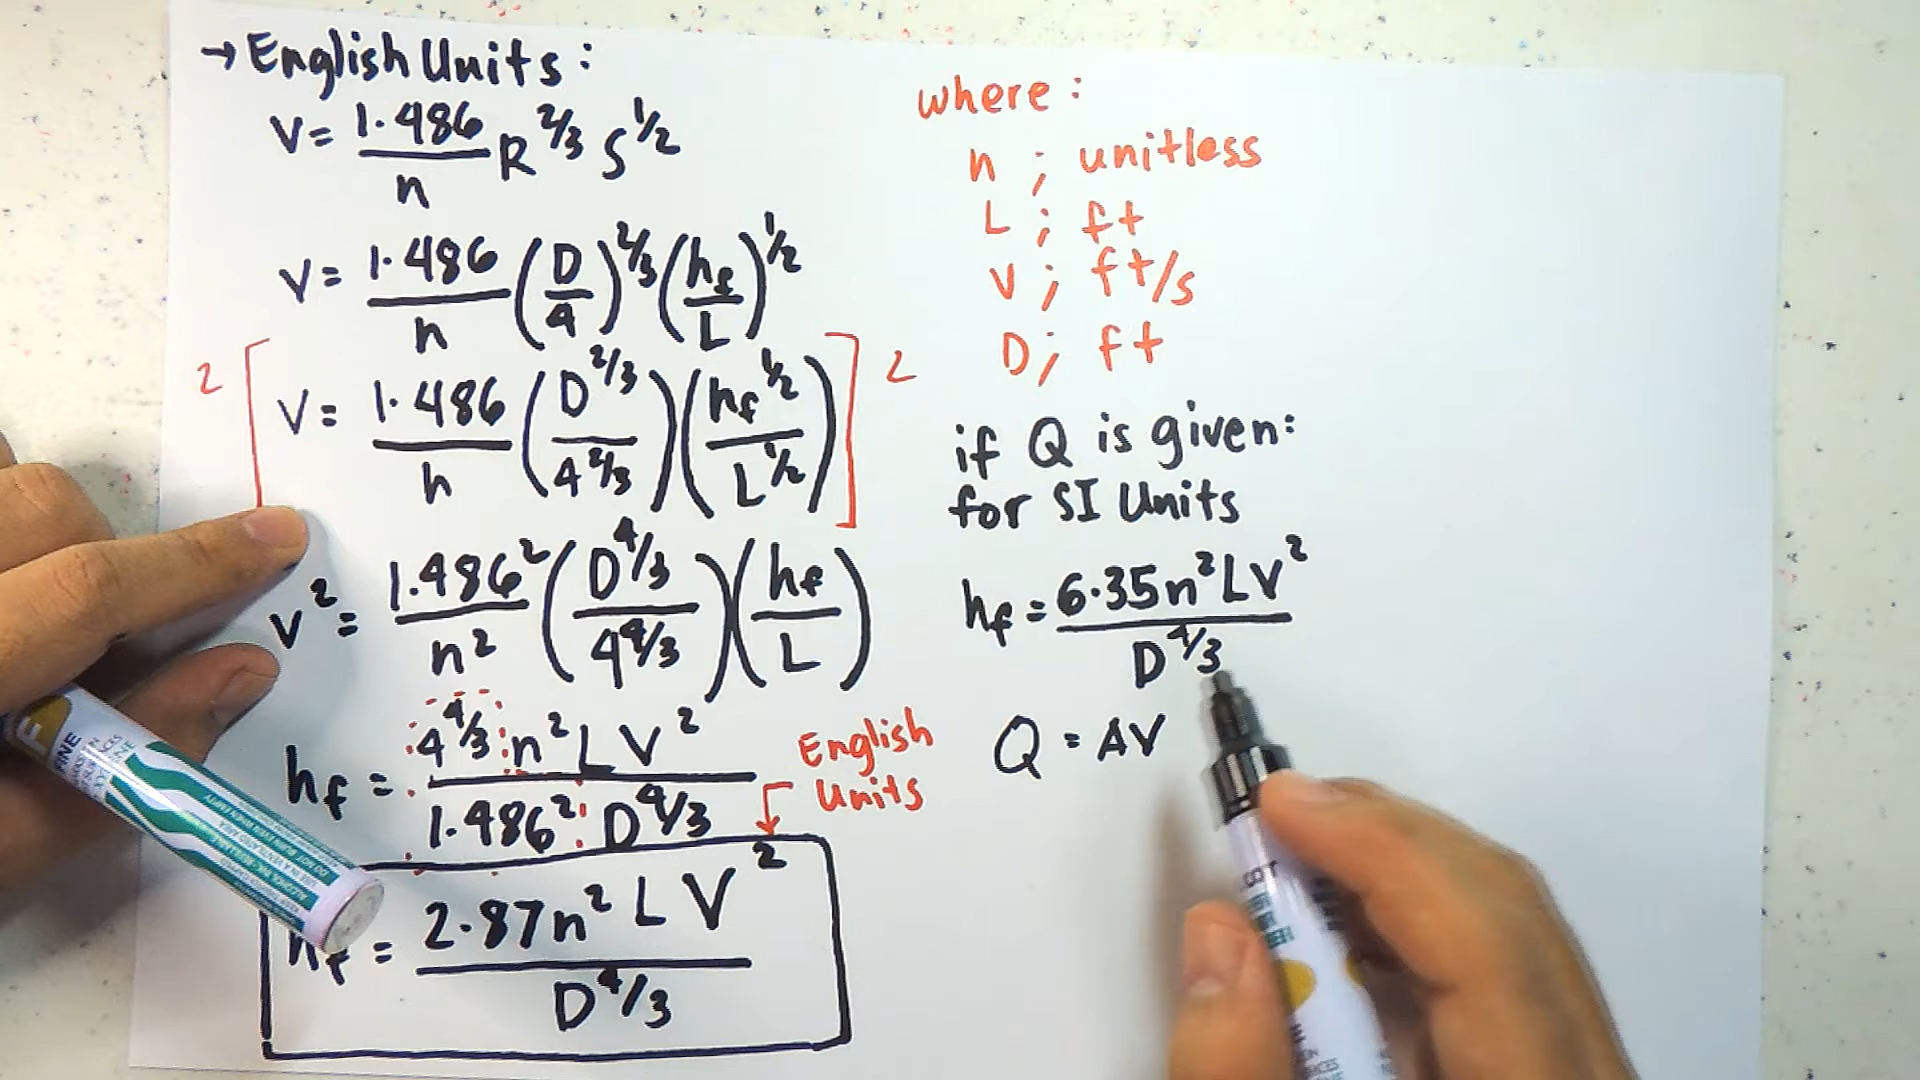 → English Units:
V = 1.486/n R^2/3 S^1/2
V = 1.486/n (D/4)^2/3 (hf/L)^1/2
2 [V = 1.486/n (D^2/3/4^2/3)(hf^1/2/L^1/2)]^2
V^2 = 1.486^2/n^2 (D^4/3/4^4/3)(hf/L)
hf = 4^4/3 n^2 L V^2/1.486^2 D^4/3
English
Units
hf = 2.87n^2 L V^2/D^4/3
where:
n ; unitless
L ; ft
V ; ft/s
D ; ft
if Q is given:
for SI Units
hf = 6.35n^2LV^2/D^4/3
Q = AV
FINE